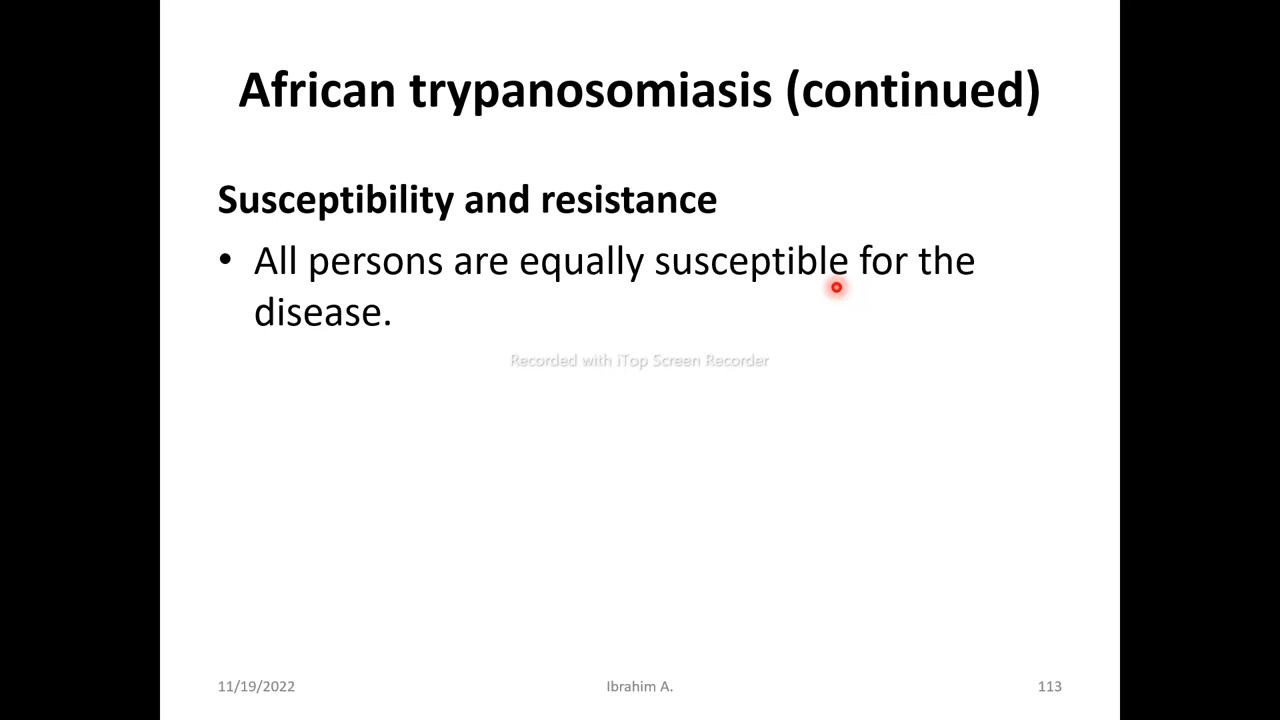 African trypanosomiasis (continued)
Susceptibility and resistance
• All persons are equally susceptible for the
disease.
Recorded with iTop Screen Recorder
11/19/2022
Ibrahim A.
113